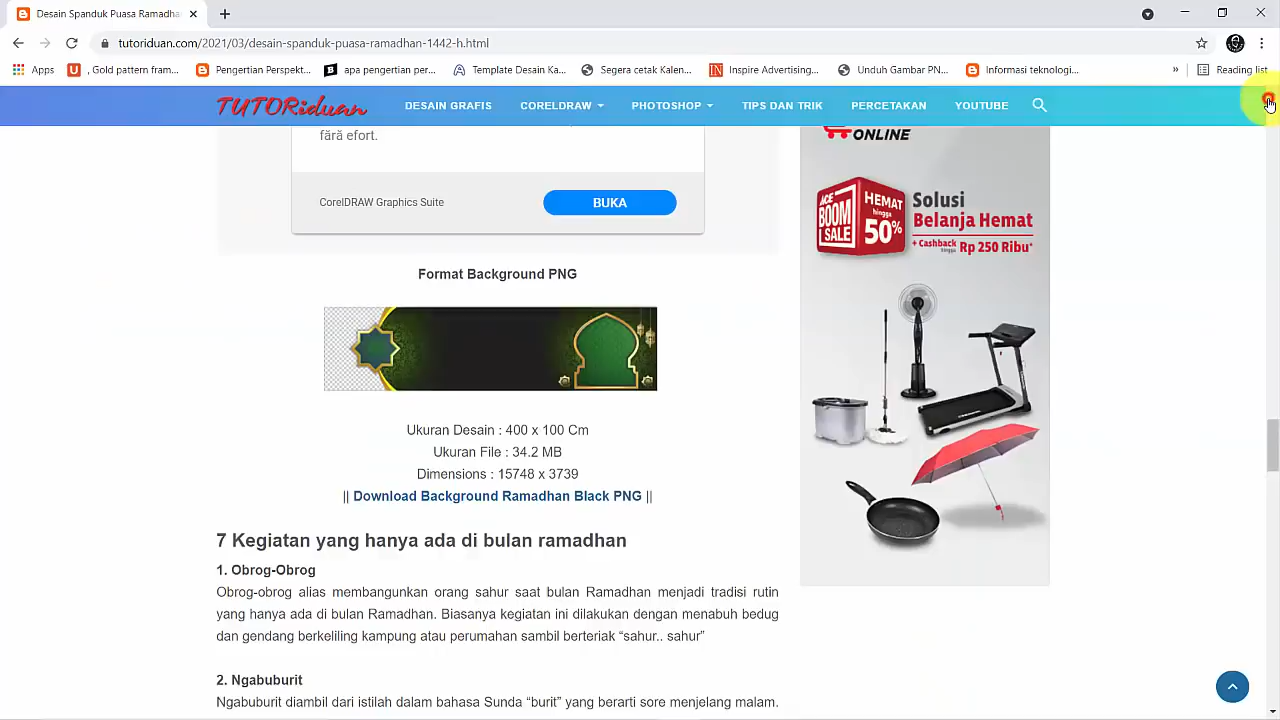 Desain Spanduk Puasa Ramadha
tutoriduan.com/2021/03/desain-spanduk-puasa-ramadhan-1442-h.html
Apps
, Gold pattern fram...
Pengertian Perspekt...
apa pengertian per...
Template Desain Ka...
Segera cetak Kalen...
Inspire Advertising...
Unduh Gambar PN...
Informasi teknologi...
»
Reading list
TUTORiduan
DESAIN GRAFIS
CORELDRAW
PHOTOSHOP
TIPS DAN TRIK
PERCETAKAN
YOUTUBE
fără efort.
CorelDRAW Graphics Suite
BUKA
ONLINE
ACE BOOM SALE
HEMAT hingga 50%
Solusi
Belanja Hemat
+ Cashback hingga Rp 250 Ribu*
Format Background PNG
Ukuran Desain : 400 x 100 Cm
Ukuran File : 34.2 MB
Dimensions : 15748 x 3739
|| Download Background Ramadhan Black PNG ||
7 Kegiatan yang hanya ada di bulan ramadhan
1. Obrog-Obrog
Obrog-obrog alias membangunkan orang sahur saat bulan Ramadhan menjadi tradisi rutin
yang hanya ada di bulan Ramadhan. Biasanya kegiatan ini dilakukan dengan menabuh bedug
dan gendang berkeliling kampung atau perumahan sambil berteriak “sahur.. sahur”
2. Ngabuburit
Ngabuburit diambil dari istilah dalam bahasa Sunda “burit” yang berarti sore menjelang malam.